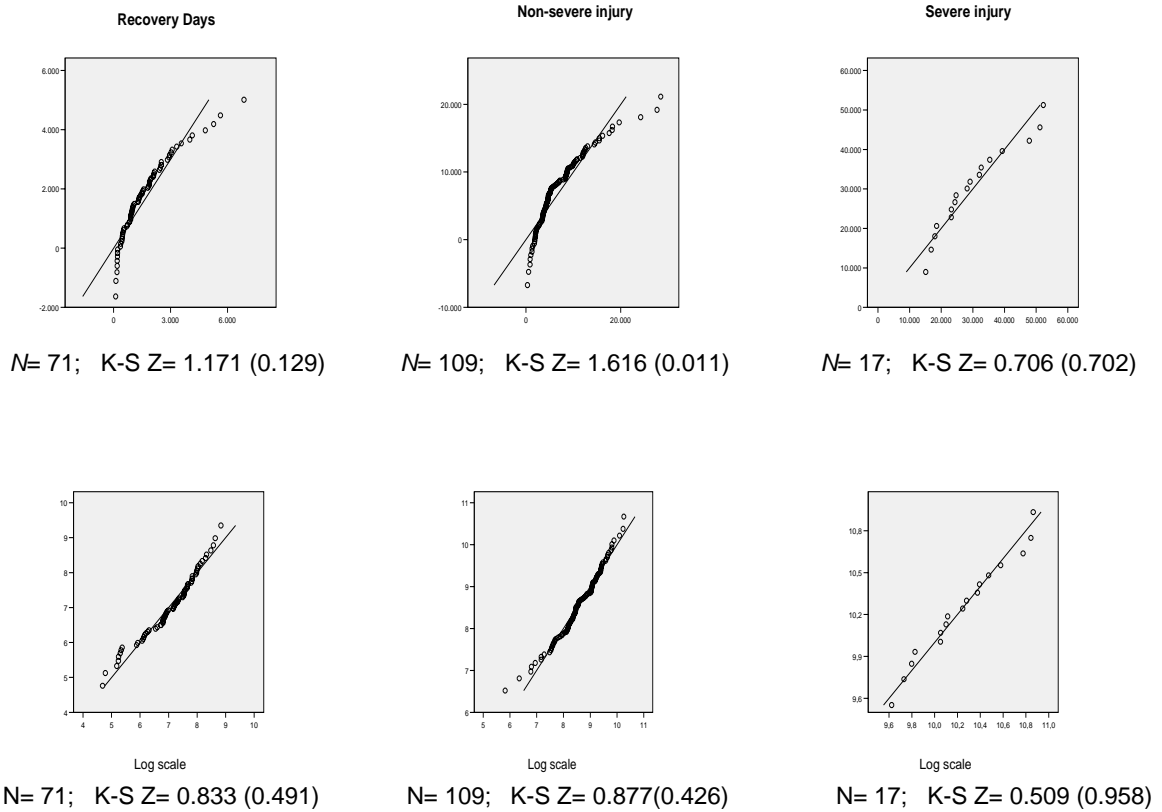 Recovery Days Non-severe injury Severe injury
6.000 20.000 60.000
50.000
4.000 40.000
10.000
2.000 30.000
20.000
0 0
10.000
-2.000 -10.000 0
0 3.000 6.000 0 20.000 0 10.000 20.000 30.000 40.000 50.000 60.000
N= 71; K-S Z= 1.171 (0.129) N= 109; K-S Z= 1.616 (0.011) N= 17; K-S Z= 0.706 (0.702)
10 11
9 10 10,8
8 10,5
9
7 10,2
8
6 9,9
5 7
9,6
4 6
4 5 6 7 8 9 10 5 6 7 8 9 10 11 9,6 9,8 10,0 10,2 10,4 10,6 10,8 11,0
Log scale Log scale Log scale
N= 71; K-S Z= 0.833 (0.491) N= 109; K-S Z= 0.877(0.426) N= 17; K-S Z= 0.509 (0.958)